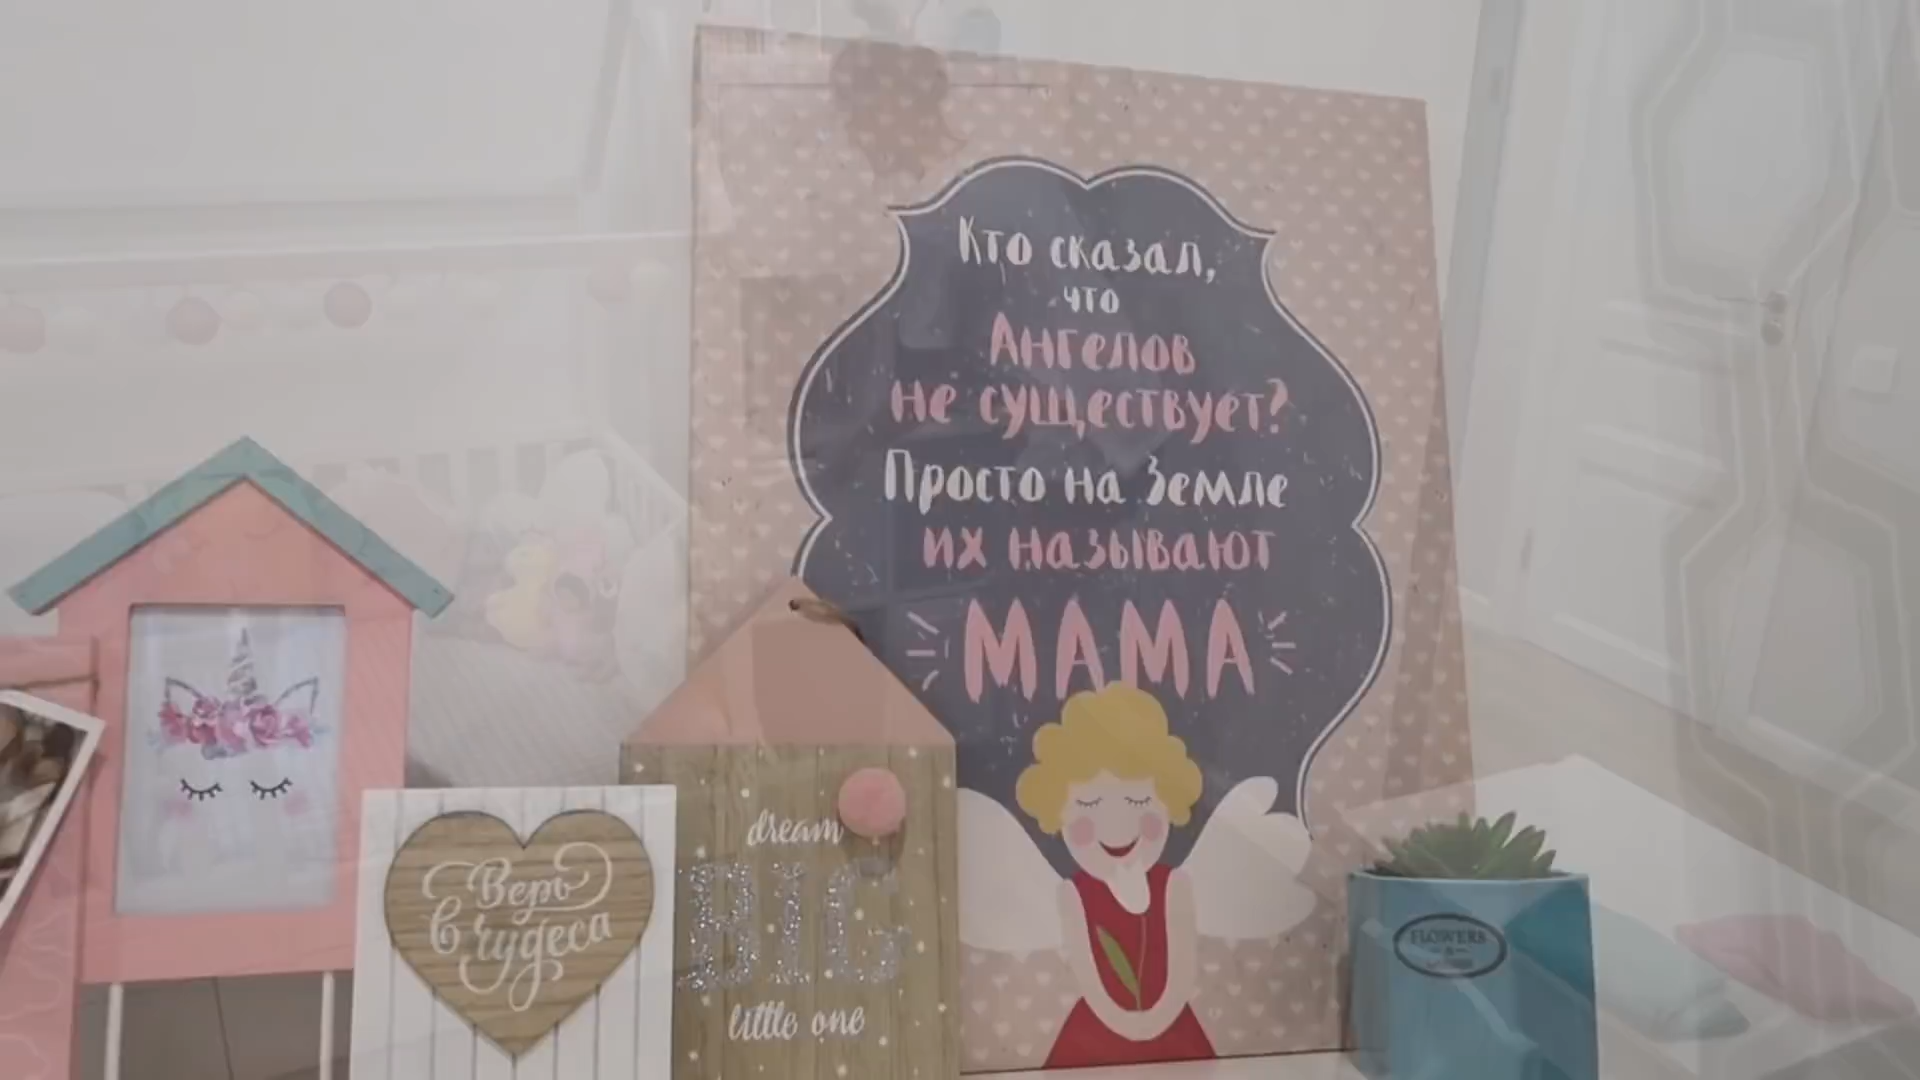 Кто сказал,
что
Ангелов
не существует?
Просто на Земле
их называют
МАМА
Верь
в чудеса
dream
BIG
little one
FLOWERS